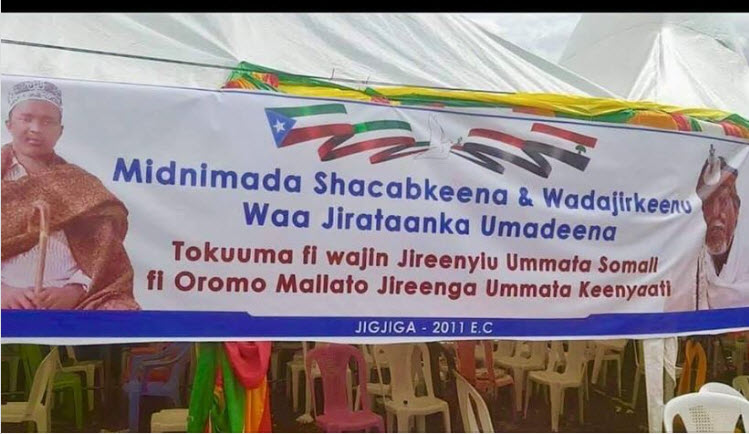 Midnimada Shacabkeena & Wadajirkeenu
Waa Jirataanka Umadeena
Tokuuma fi wajin Jireenyiu Ummata Somali
fi Oromo Mallato Jireenga Ummata Keenyaati
JIGJIGA - 2011 E.C